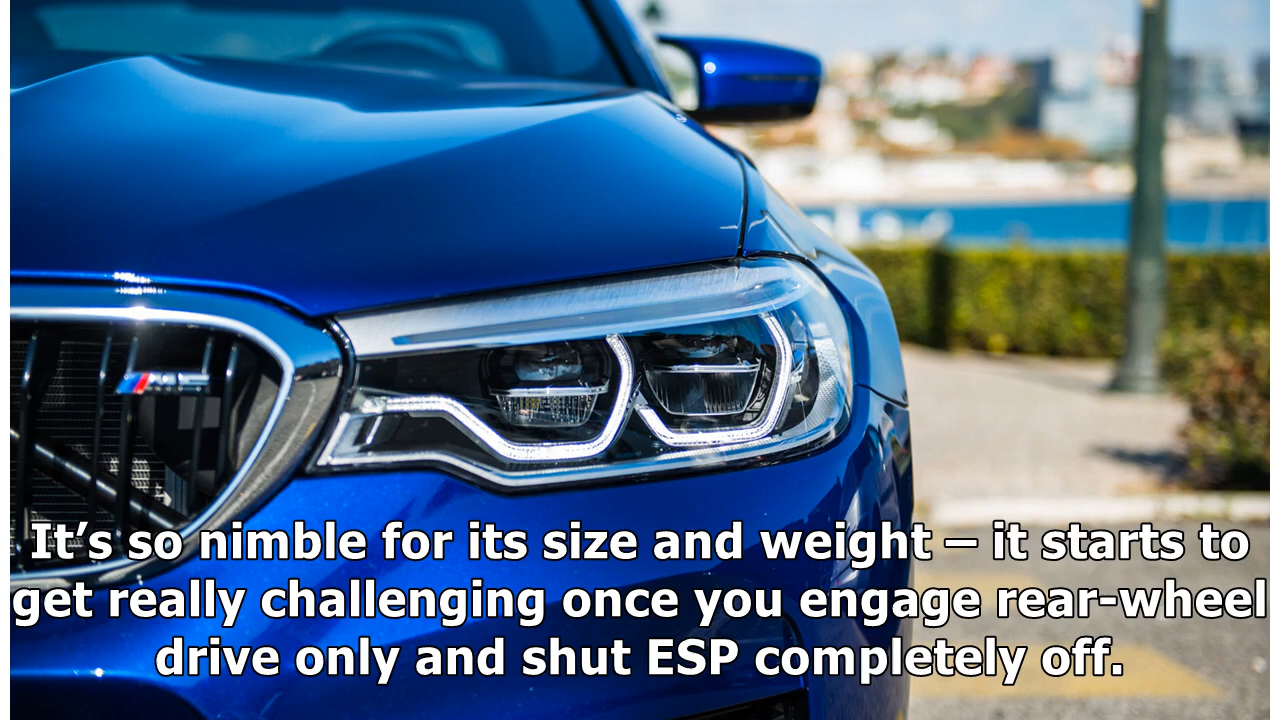 It’s so nimble for its size and weight – it starts to
get really challenging once you engage rear-wheel
drive only and shut ESP completely off.